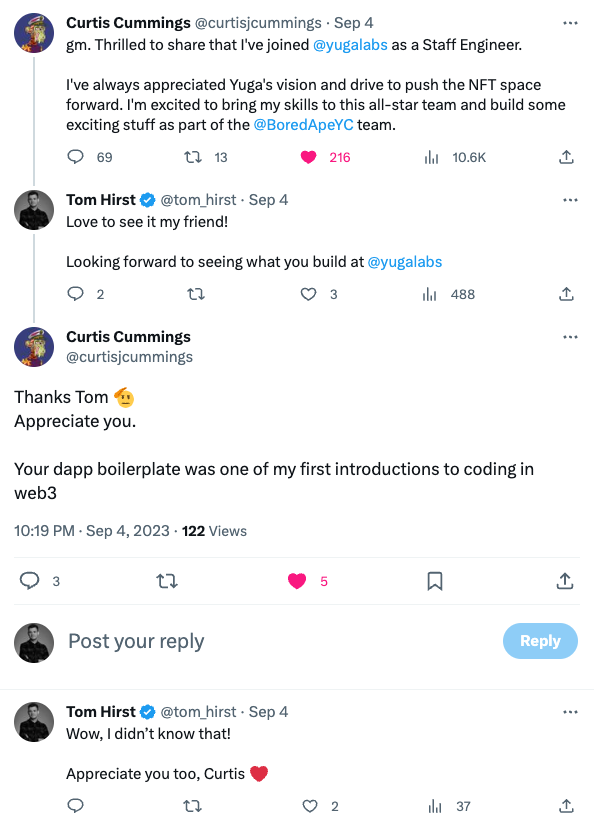 Curtis Cummings @curtisjcummings · Sep 4
gm. Thrilled to share that I've joined @yugalabs as a Staff Engineer.
I've always appreciated Yuga's vision and drive to push the NFT space
forward. I'm excited to bring my skills to this all-star team and build some
exciting stuff as part of the @BoredApeYC team.
69 13 216 10.6K
Tom Hirst @tom_hirst · Sep 4
Love to see it my friend!
Looking forward to seeing what you build at @yugalabs
2 3 488
Curtis Cummings
@curtisjcummings
Thanks Tom 🫡
Appreciate you.
Your dapp boilerplate was one of my first introductions to coding in
web3
10:19 PM · Sep 4, 2023 · 122 Views
3 5
Post your reply
Reply
Tom Hirst @tom_hirst · Sep 4
Wow, I didn’t know that!
Appreciate you too, Curtis ❤️
2 37